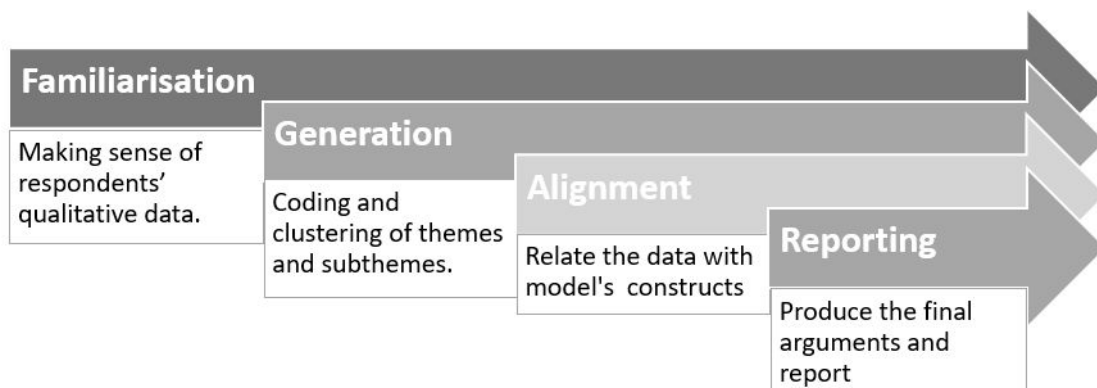 Familiarisation
Making sense of
respondents’
qualitative data.
Generation
Coding and
clustering of themes
and subthemes.
Alignment
Relate the data with
model's  constructs
Reporting
Produce the final
arguments and
report